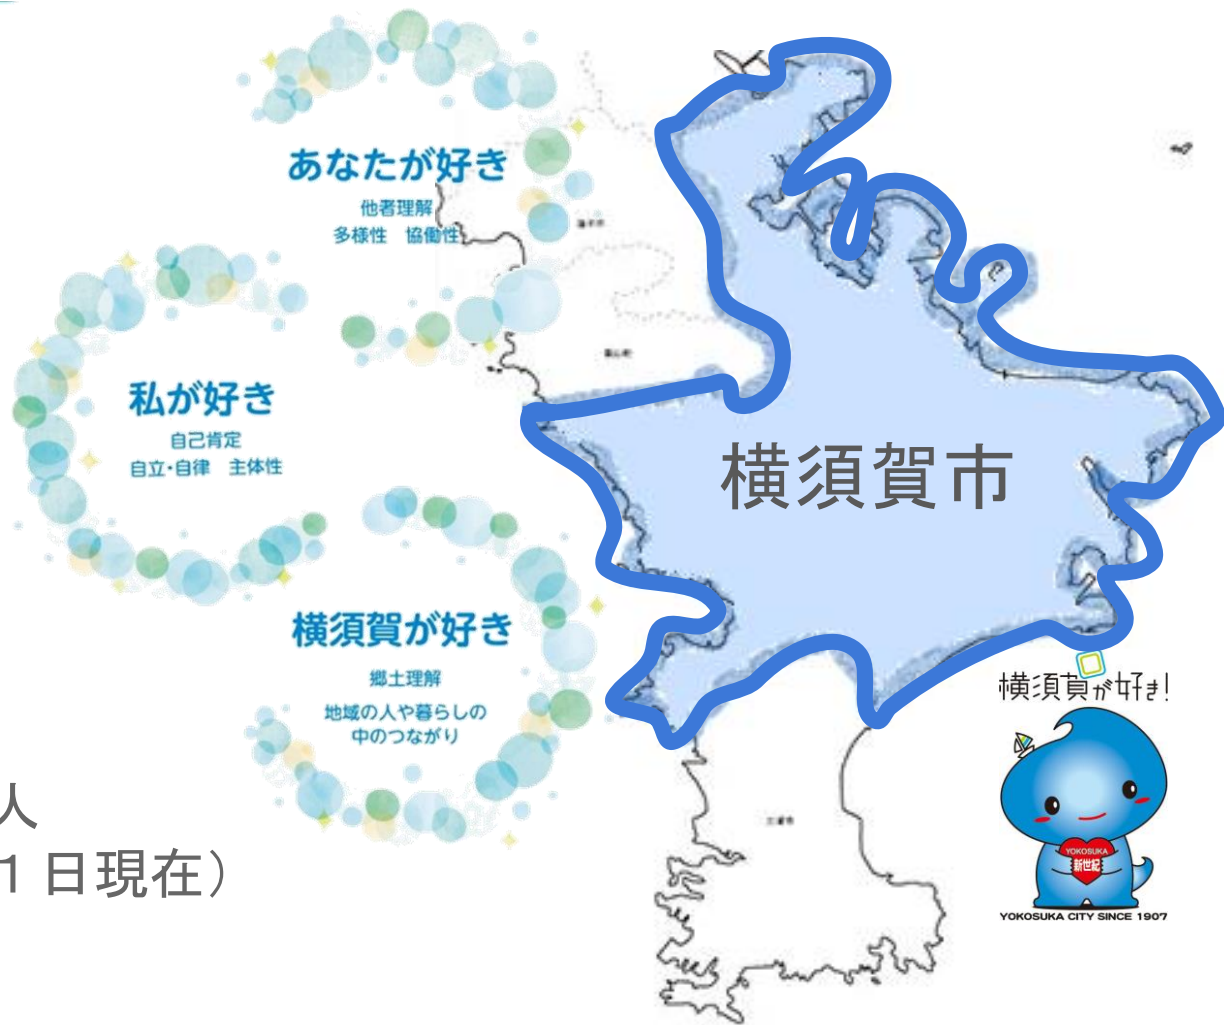 あなたが好き
他者理解
多様性　協働性
私が好き
自己肯定
自立・自律　主体性
横須賀市
横須賀が好き
郷土理解
地域の人や暮らしの
中のつながり
人
1日現在）
三浦市
横須賀が好き!
YOKOSUKA
新世紀
YOKOSUKA CITY SINCE 1907